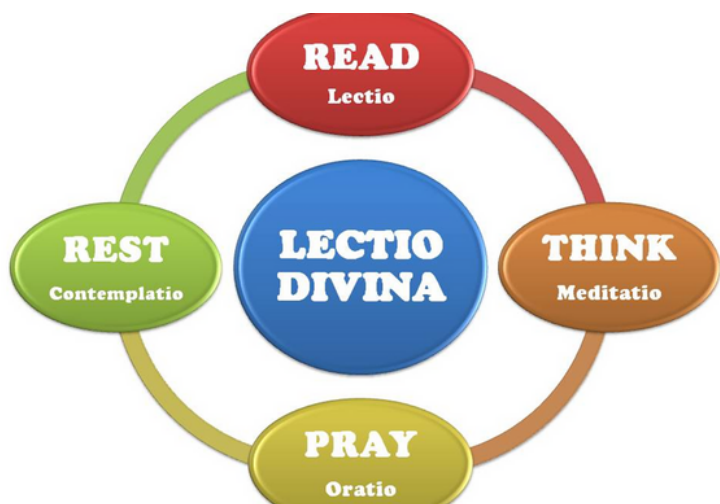 READ
Lectio
REST
Contemplatio
LECTIO
DIVINA
THINK
Meditatio
PRAY
Oratio